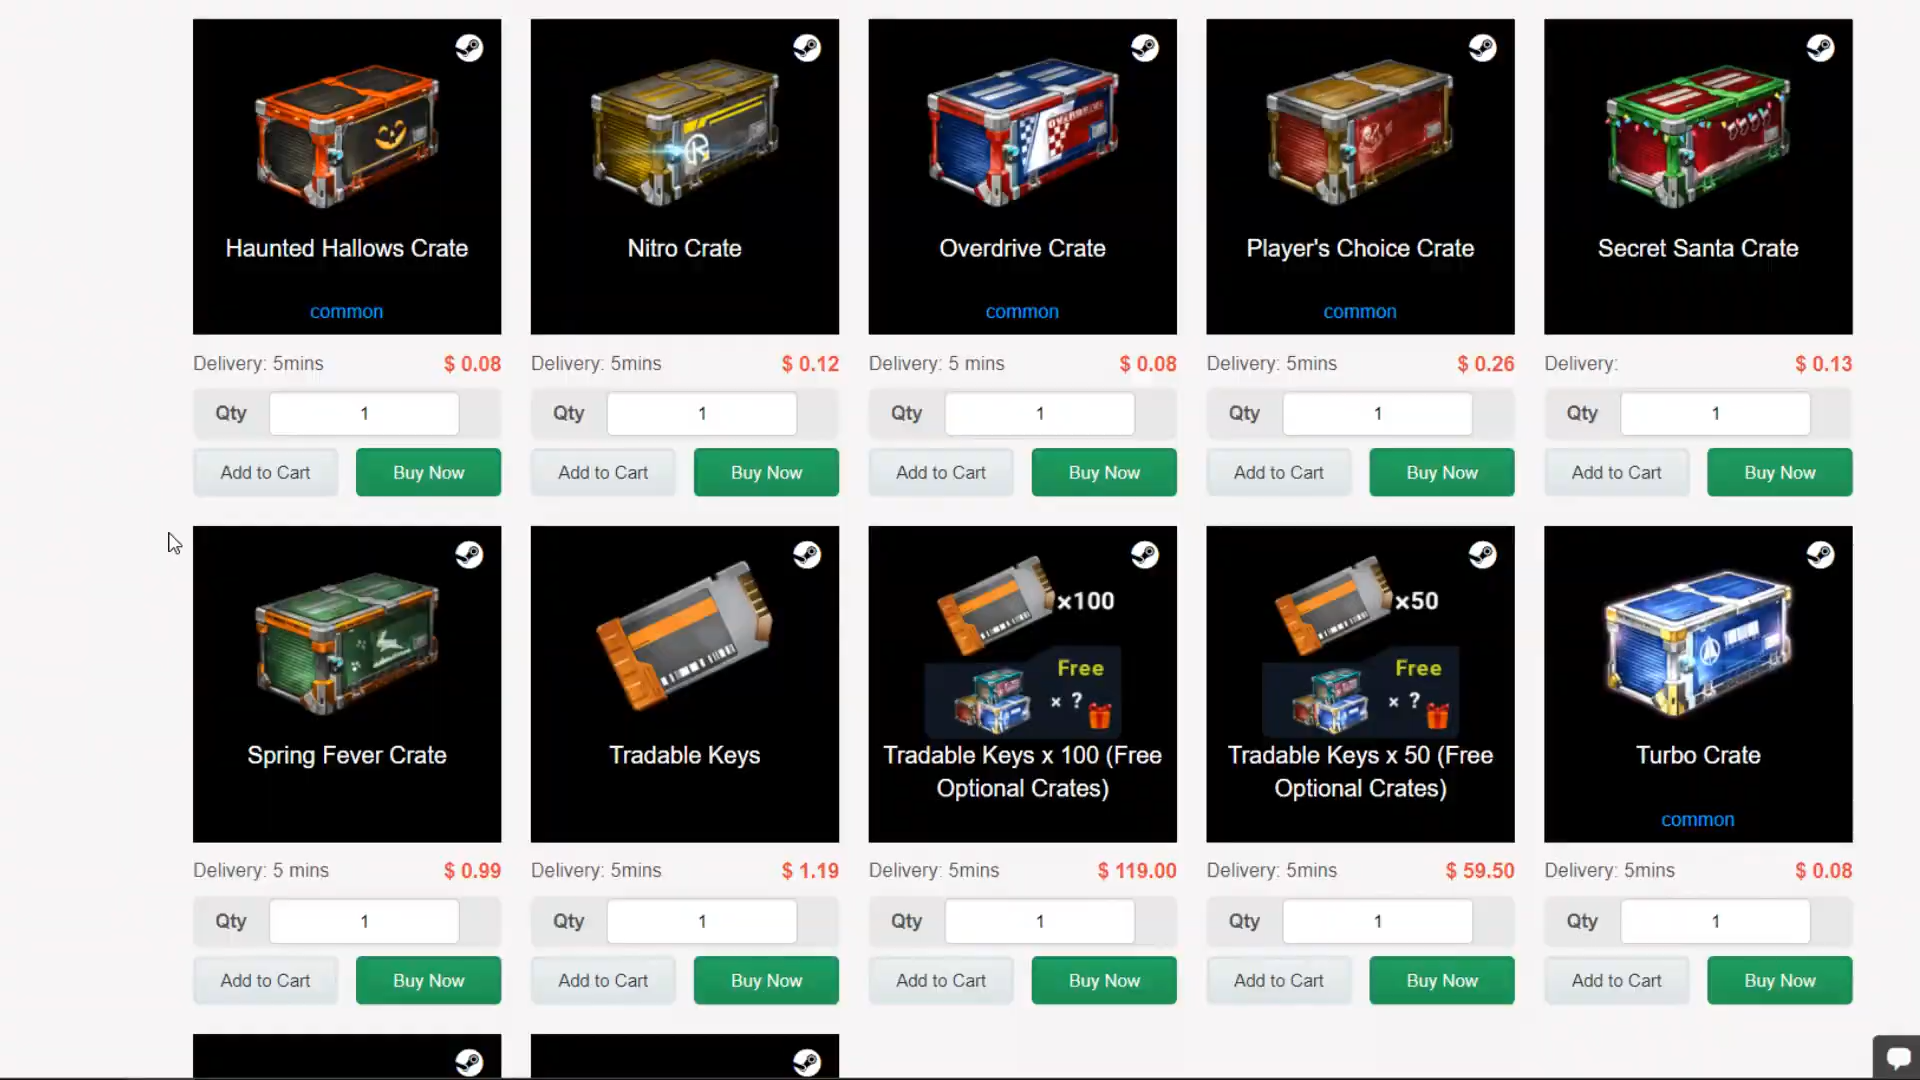 Haunted Hallows Crate
common
Delivery: 5mins $ 0.08
Qty 1
Add to Cart Buy Now
Nitro Crate
Delivery: 5mins $ 0.12
Qty 1
Add to Cart Buy Now
Overdrive Crate
common
Delivery: 5 mins $ 0.08
Qty 1
Add to Cart Buy Now
Player's Choice Crate
common
Delivery: 5mins $ 0.26
Qty 1
Add to Cart Buy Now
Secret Santa Crate
Delivery: $ 0.13
Qty 1
Add to Cart Buy Now
Spring Fever Crate
Delivery: 5 mins $ 0.99
Qty 1
Add to Cart Buy Now
Tradable Keys
Delivery: 5mins $ 1.19
Qty 1
Add to Cart Buy Now
×100
Free
× ?
Tradable Keys x 100 (Free
Optional Crates)
Delivery: 5mins $ 119.00
Qty 1
Add to Cart Buy Now
×50
Free
× ?
Tradable Keys x 50 (Free
Optional Crates)
Delivery: 5mins $ 59.50
Qty 1
Add to Cart Buy Now
Turbo Crate
common
Delivery: 5mins $ 0.08
Qty 1
Add to Cart Buy Now